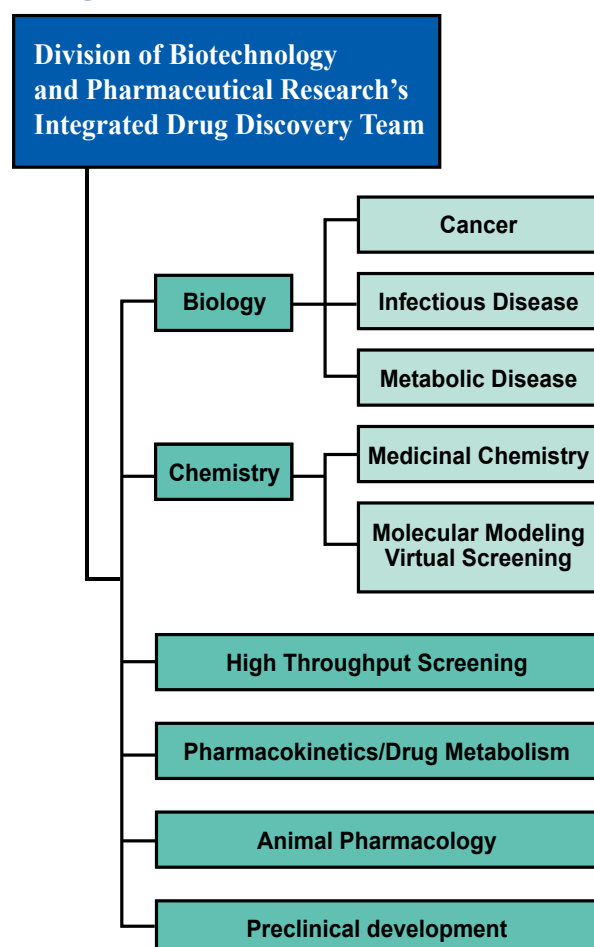 Division of Biotechnology
and Pharmaceutical Research's
Integrated Drug Discovery Team
Cancer
Biology
Infectious Disease
Metabolic Disease
Medicinal Chemistry
Chemistry
Molecular Modeling
Virtual Screening
High Throughput Screening
Pharmacokinetics/Drug Metabolism
Animal Pharmacology
Preclinical development